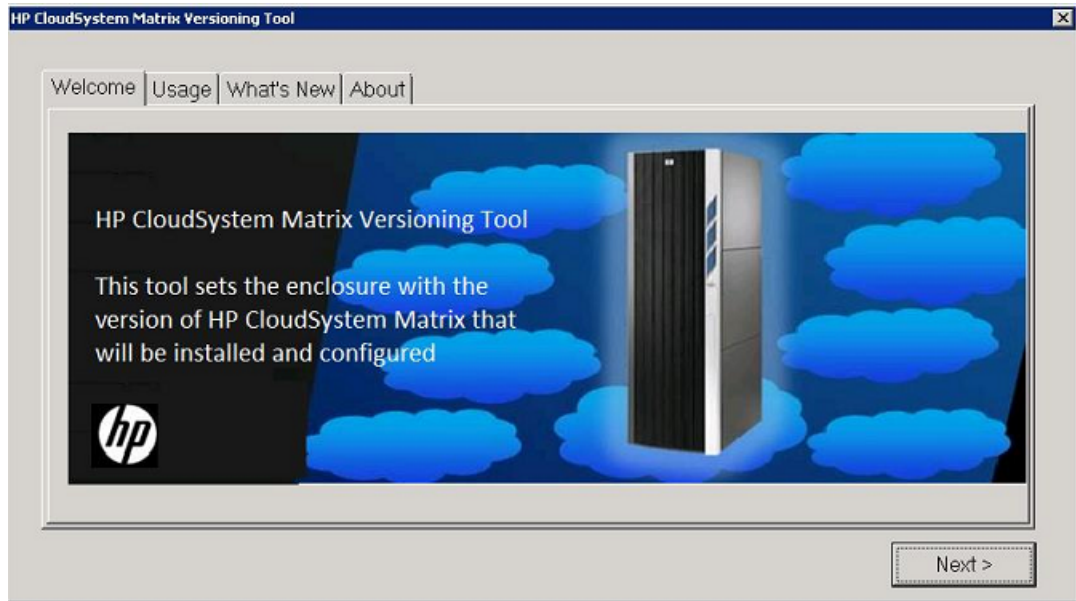 HP CloudSystem Matrix Versioning Tool
Welcome Usage What's New About
HP CloudSystem Matrix Versioning Tool
This tool sets the enclosure with the
version of HP CloudSystem Matrix that
will be installed and configured
hp
Next >